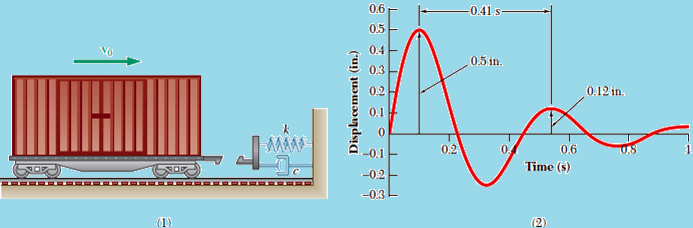 v0
k
c
(1)
Displacement (in.)
0.6
0.5
0.4
0.3
0.2
0.1
0
−0.1
−0.2
−0.3
0.41 s
0.5 in.
0.12 in.
0.2
0.4
0.6
0.8
1
Time (s)
(2)